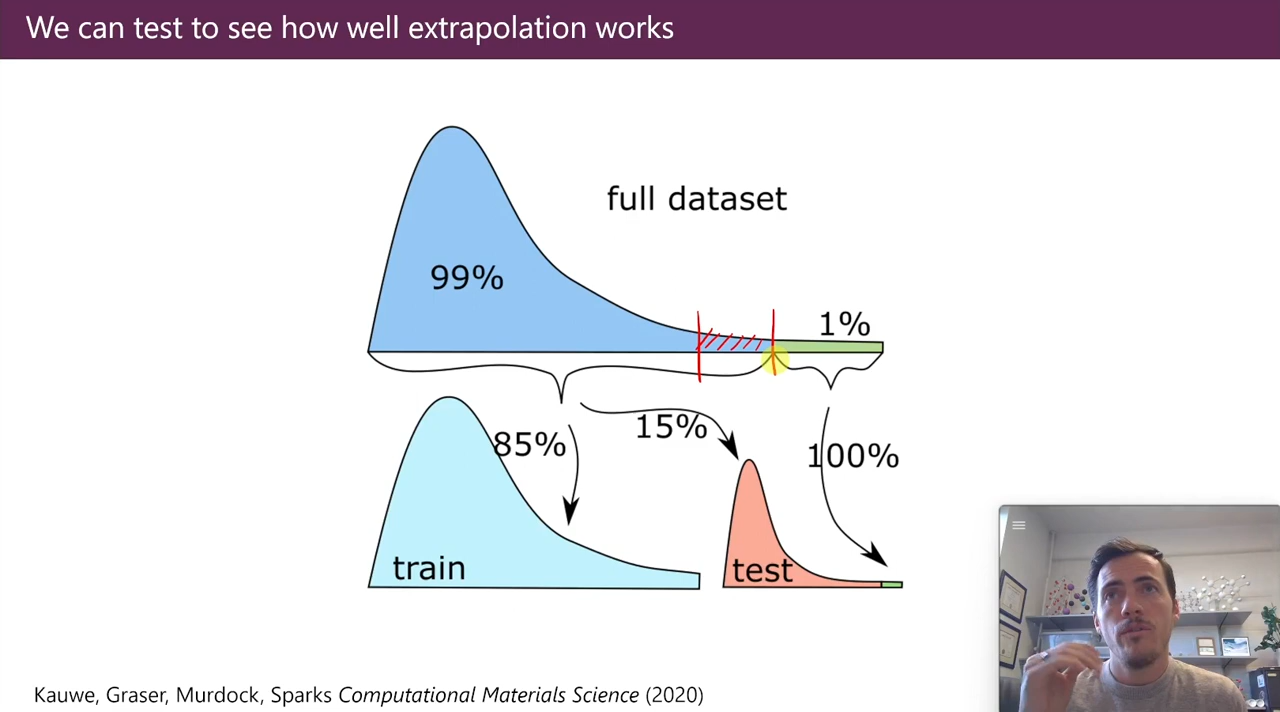 We can test to see how well extrapolation works
full dataset
99%
1%
85%
15%
100%
train
test
Kauwe, Graser, Murdock, Sparks Computational Materials Science (2020)